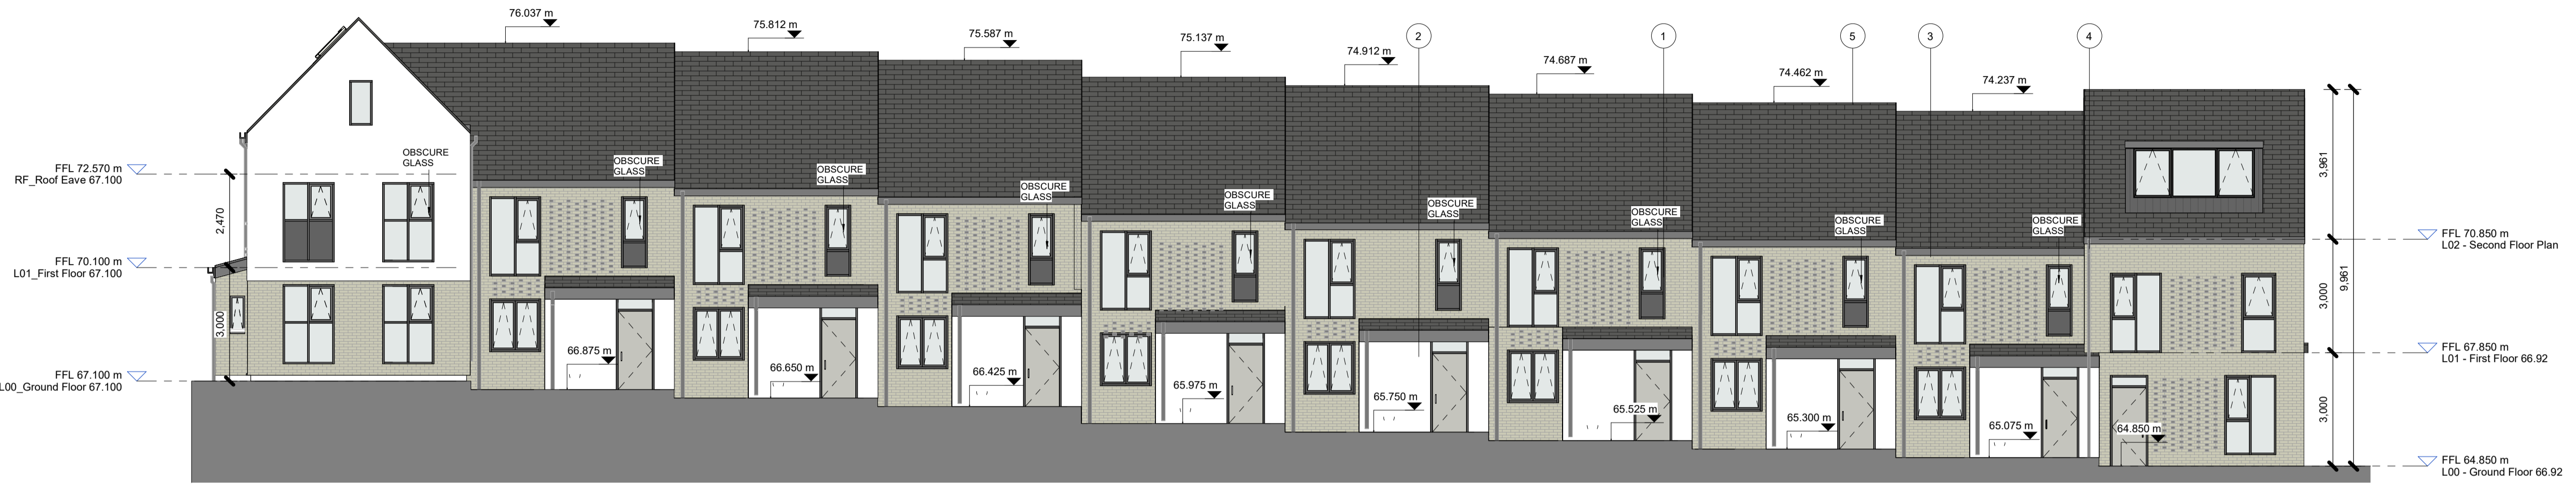 76.037 m
75.812 m
75.587 m
75.137 m
74.912 m
2
74.687 m
1
74.462 m
5
3
74.237 m
4
OBSCURE
GLASS
OBSCURE
GLASS
OBSCURE
GLASS
OBSCURE
GLASS
OBSCURE
GLASS
OBSCURE
GLASS
OBSCURE
GLASS
OBSCURE
GLASS
OBSCURE
GLASS
FFL 72.570 m
RF_Roof Eave 67.100
2,470
FFL 70.100 m
L01_First Floor 67.100
3,000
FFL 67.100 m
L00_Ground Floor 67.100
66.875 m
66.650 m
66.425 m
65.975 m
65.750 m
65.525 m
65.300 m
65.075 m
64.850 m
3,961
FFL 70.850 m
L02 - Second Floor Plan
3,000
9,961
FFL 67.850 m
L01 - First Floor 66.92
3,000
FFL 64.850 m
L00 - Ground Floor 66.92